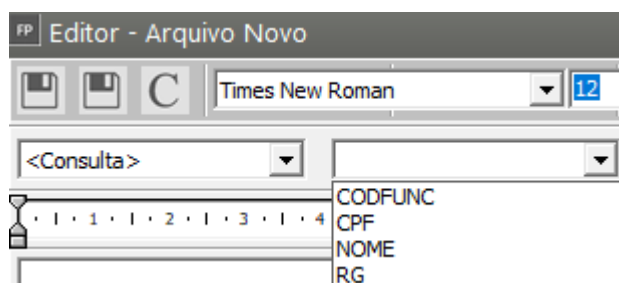 FP Editor - Arquivo Novo
C Times New Roman 12
<Consulta>
CODFUNC
1 2 3 4 CPF
NOME
RG